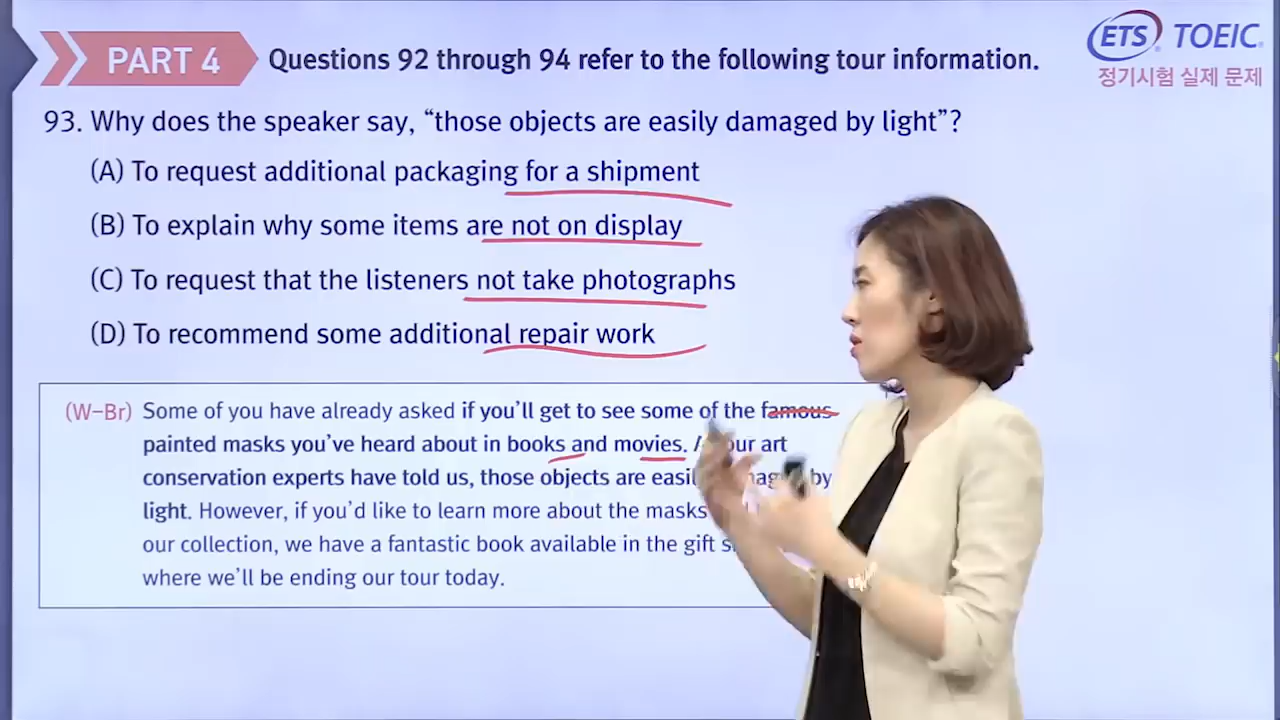 PART 4
Questions 92 through 94 refer to the following tour information.
ETS TOEIC
정기시험 실제 문제
93. Why does the speaker say, “those objects are easily damaged by light”?
(A) To request additional packaging for a shipment
(B) To explain why some items are not on display
(C) To request that the listeners not take photographs
(D) To recommend some additional repair work
(W-Br) Some of you have already asked if you’ll get to see some of the famous
painted masks you’ve heard about in books and movies. our art
conservation experts have told us, those objects are by
light. However, if you’d like to learn more about the masks
our collection, we have a fantastic book available in the gift
where we’ll be ending our tour today.